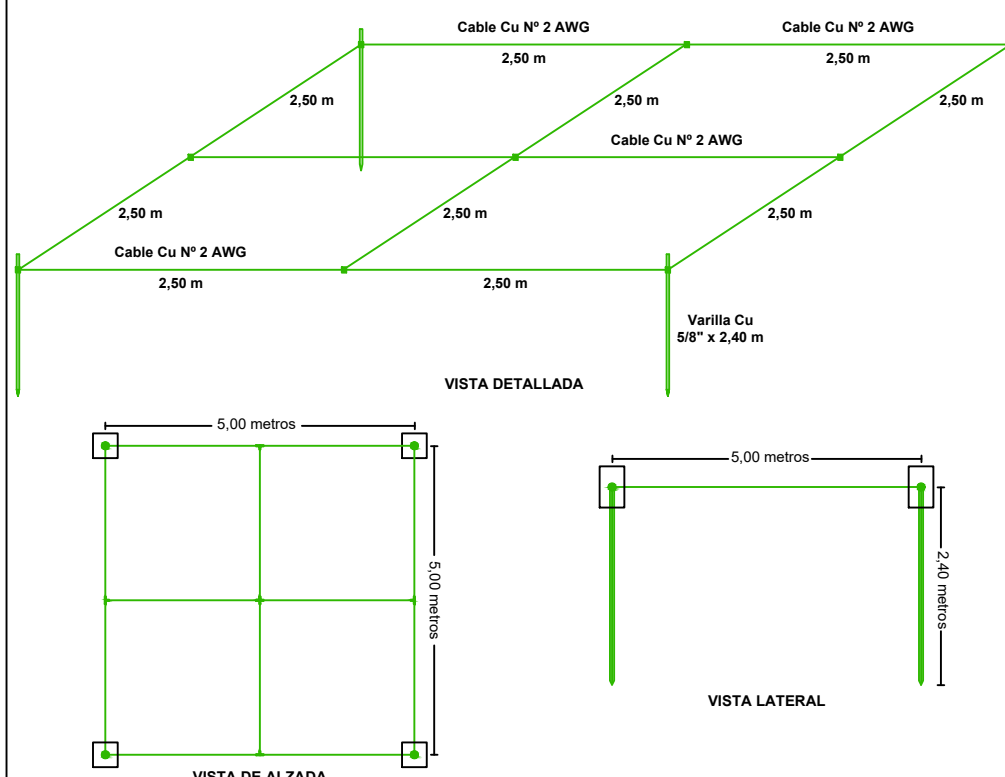 Cable Cu Nº 2 AWG
Cable Cu Nº 2 AWG
2,50 m
2,50 m
2,50 m
2,50 m
2,50 m
Cable Cu Nº 2 AWG
2,50 m
2,50 m
2,50 m
Cable Cu Nº 2 AWG
2,50 m
2,50 m
Varilla Cu
5/8" x 2,40 m
VISTA DETALLADA
5,00 metros
5,00 metros
VISTA DE ALZADA
5,00 metros
2,40 metros
VISTA LATERAL